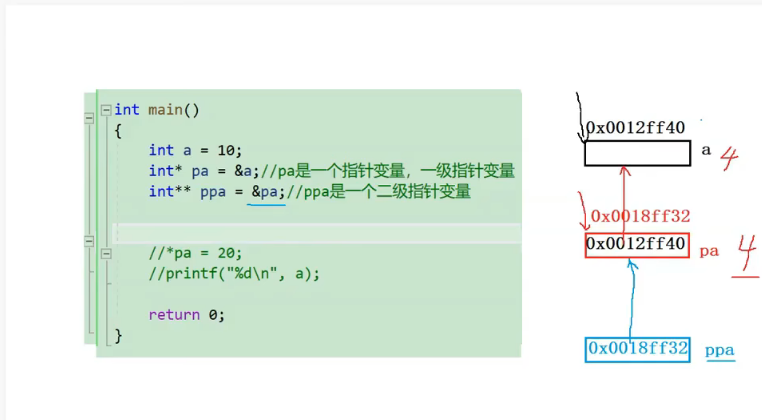 int main()
{
int a = 10;
int* pa = &a;//pa是一个指针变量，一级指针变量
int** ppa = &pa;//ppa是一个二级指针变量
//*pa = 20;
//printf("%d\n", a);
return 0;
}
0x0012ff40
a 4
0x0018ff32
0x0012ff40 pa 4
0x0018ff32 ppa